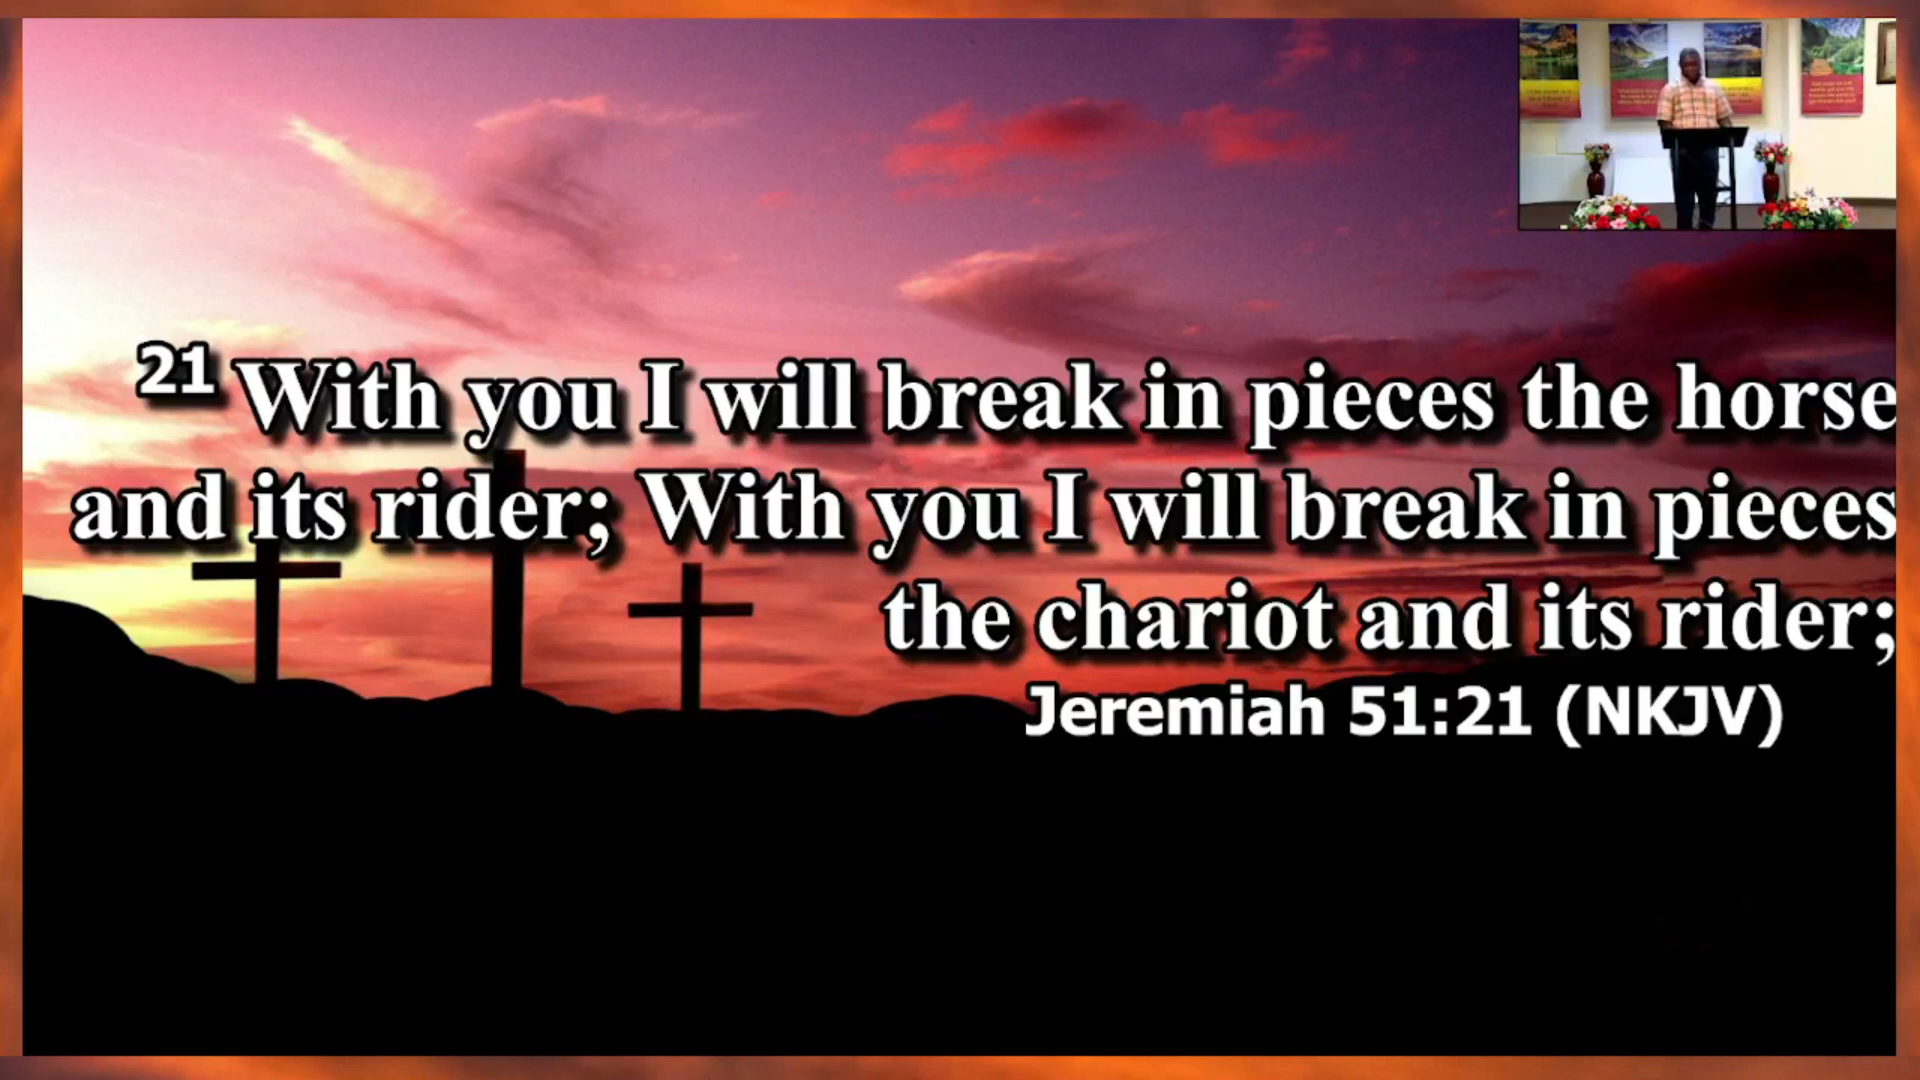 21 With you I will break in pieces the horse
and its rider; With you I will break in pieces
the chariot and its rider;
Jeremiah 51:21 (NKJV)